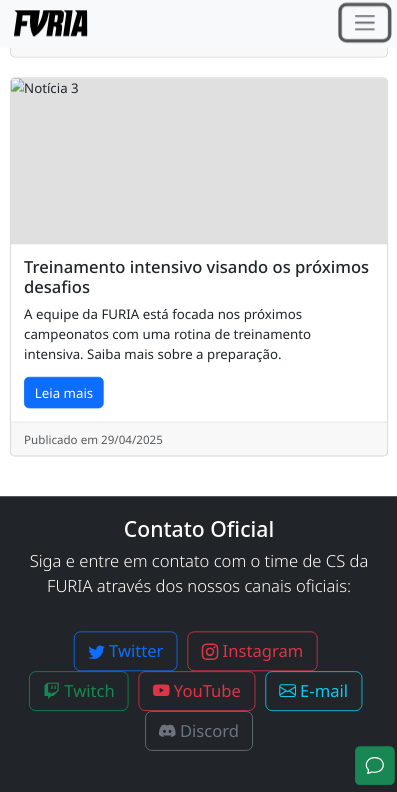 FURIA
Notícia 3
Treinamento intensivo visando os próximos
desafios
A equipe da FURIA está focada nos próximos
campeonatos com uma rotina de treinamento
intensiva. Saiba mais sobre a preparação.
Leia mais
Publicado em 29/04/2025
Contato Oficial
Siga e entre em contato com o time de CS da
FURIA através dos nossos canais oficiais:
Twitter Instagram
Twitch YouTube E-mail
Discord